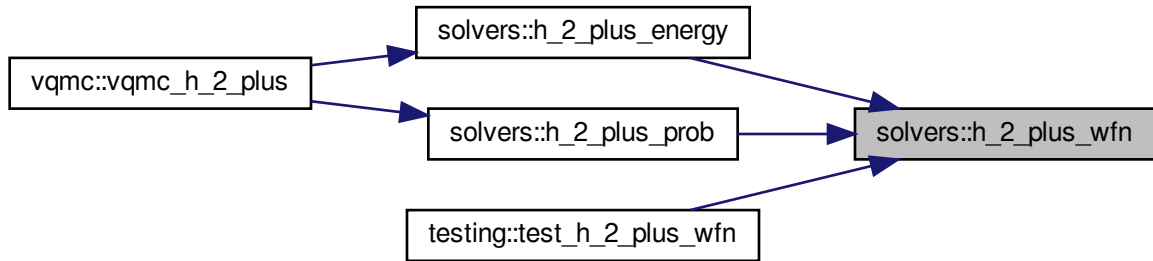 solvers::h_2_plus_energy
vqmc::vqmc_h_2_plus
solvers::h_2_plus_prob
solvers::h_2_plus_wfn
testing::test_h_2_plus_wfn